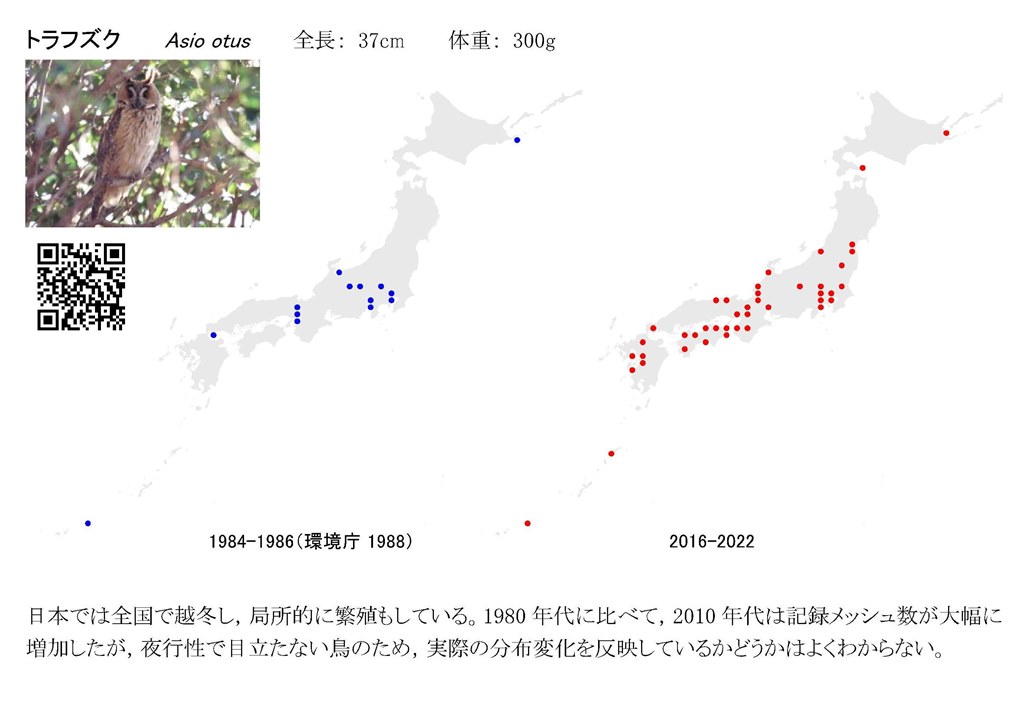 トラフズク Asio otus 全長: 37cm 体重: 300g
1984-1986(環境庁 1988)
2016-2022
日本では全国で越冬し, 局所的に繁殖もしている。1980 年代に比べて, 2010 年代は記録メッシュ数が大幅に
増加したが, 夜行性で目立たない鳥のため, 実際の分布変化を反映しているかどうかはよくわからない。